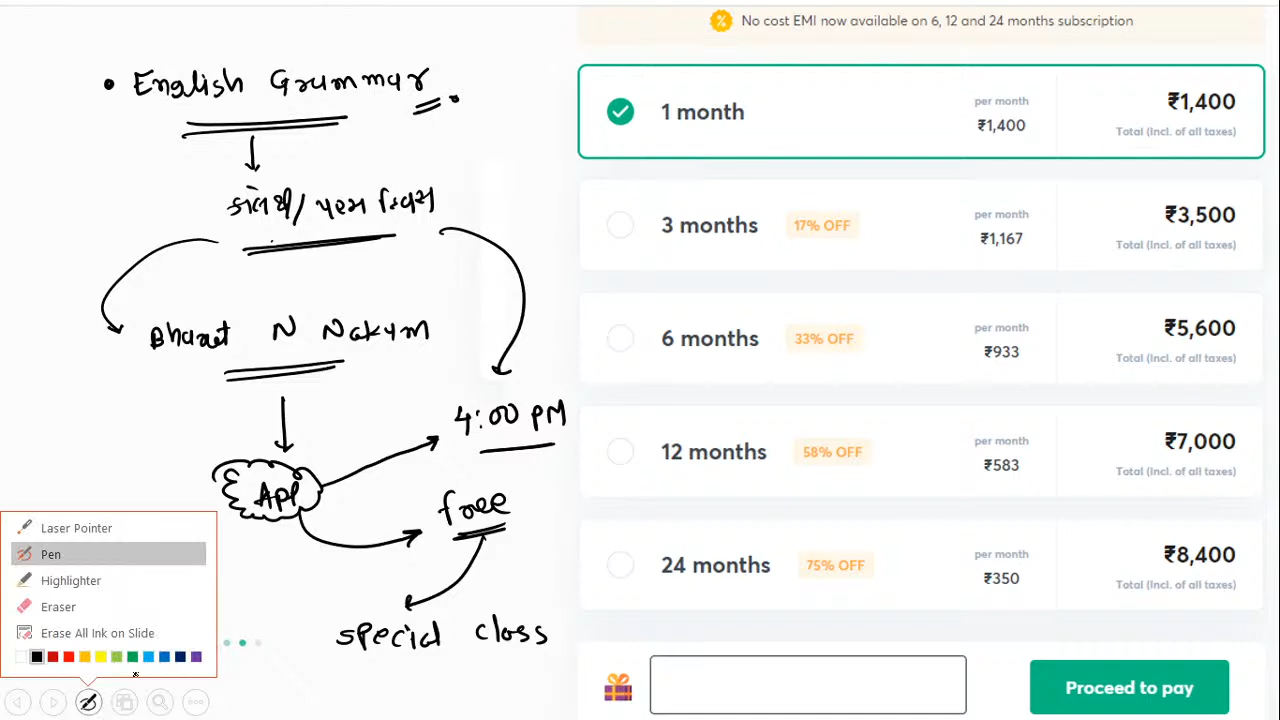 • English Grammar
Bharat N Nakum
4:00 PM
App
free
special class
Laser Pointer
Pen
Highlighter
Eraser
Erase All Ink on Slide
No cost EMI now available on 6, 12 and 24 months subscription
1 month
per month
₹1,400
₹1,400
Total (Incl. of all taxes)
3 months
17% OFF
per month
₹1,167
₹3,500
Total (Incl. of all taxes)
6 months
33% OFF
per month
₹933
₹5,600
Total (Incl. of all taxes)
12 months
58% OFF
per month
₹583
₹7,000
Total (Incl. of all taxes)
24 months
75% OFF
per month
₹350
₹8,400
Total (Incl. of all taxes)
Proceed to pay